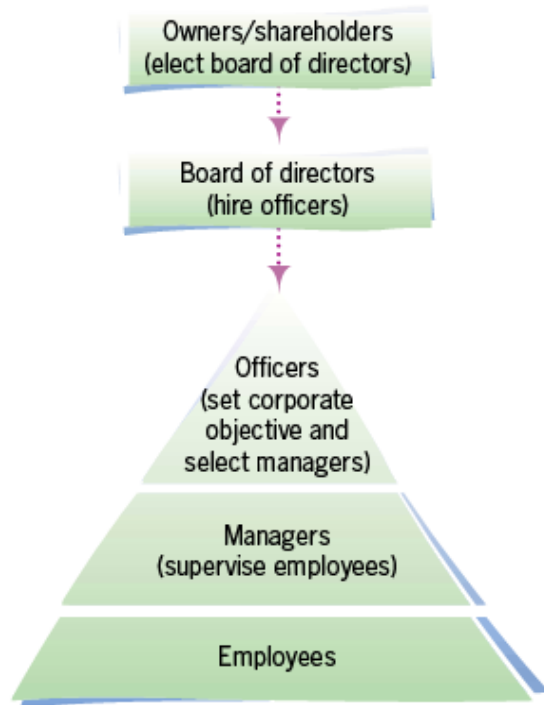 Owners/shareholders
(elect board of directors)
Board of directors
(hire officers)
Officers
(set corporate
objective and
select managers)
Managers
(supervise employees)
Employees